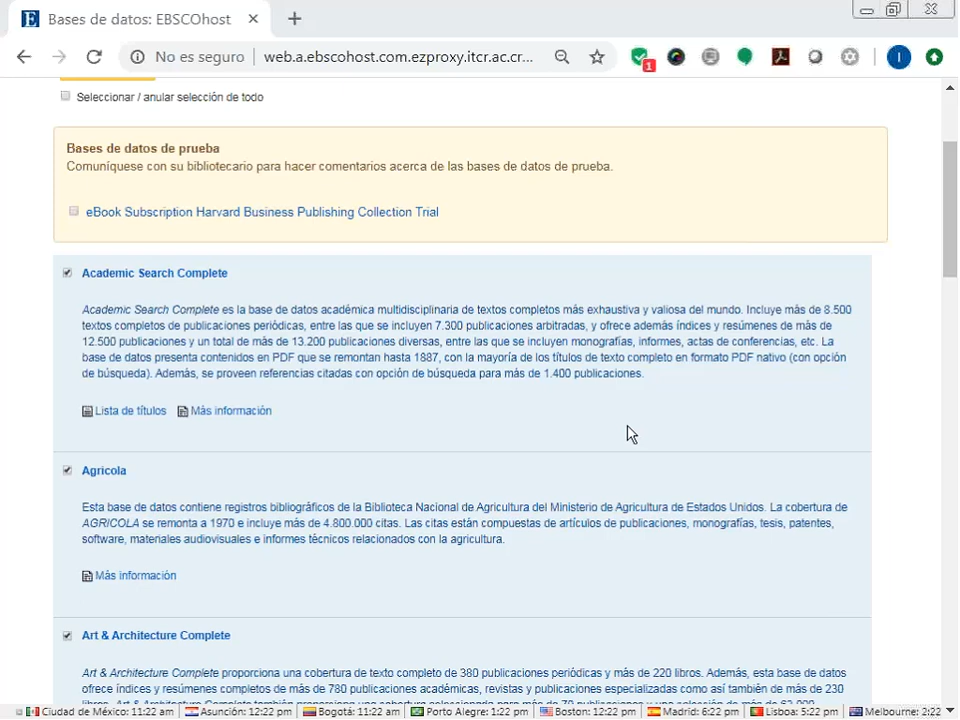 Bases de datos: EBSCOhost
No es seguro
web.a.ebscohost.com.ezproxy.itcr.ac.cr...
1
I
Seleccionar / anular selección de todo
Bases de datos de prueba
Comuníquese con su bibliotecario para hacer comentarios acerca de las bases de datos de prueba.
eBook Subscription Harvard Business Publishing Collection Trial
Academic Search Complete
Academic Search Complete es la base de datos académica multidisciplinaria de textos completos más exhaustiva y valiosa del mundo. Incluye más de 8.500
textos completos de publicaciones periódicas, entre las que se incluyen 7.300 publicaciones arbitradas, y ofrece además índices y resúmenes de más de
12.500 publicaciones y un total de más de 13.200 publicaciones diversas, entre las que se incluyen monografías, informes, actas de conferencias, etc. La
base de datos presenta contenidos en PDF que se remontan hasta 1887, con la mayoría de los títulos de texto completo en formato PDF nativo (con opción
de búsqueda). Además, se proveen referencias citadas con opción de búsqueda para más de 1.400 publicaciones.
Lista de títulos Más información
Agricola
Esta base de datos contiene registros bibliográficos de la Biblioteca Nacional de Agricultura del Ministerio de Agricultura de Estados Unidos. La cobertura de
AGRICOLA se remonta a 1970 e incluye más de 4.800.000 citas. Las citas están compuestas de artículos de publicaciones, monografías, tesis, patentes,
software, materiales audiovisuales e informes técnicos relacionados con la agricultura.
Más información
Art & Architecture Complete
Art & Architecture Complete proporciona una cobertura de texto completo de 380 publicaciones periódicas y más de 220 libros. Además, esta base de datos
ofrece índices y resúmenes completos de más de 780 publicaciones académicas, revistas y publicaciones especializadas como así también de más de 230
Ciudad de México: 11:22 am Asunción: 12:22 pm Bogotá: 11:22 am Porto Alegre: 1:22 pm Boston: 12:22 pm Madrid: 6:22 pm Lisboa: 5:22 pm Melbourne: 2:22